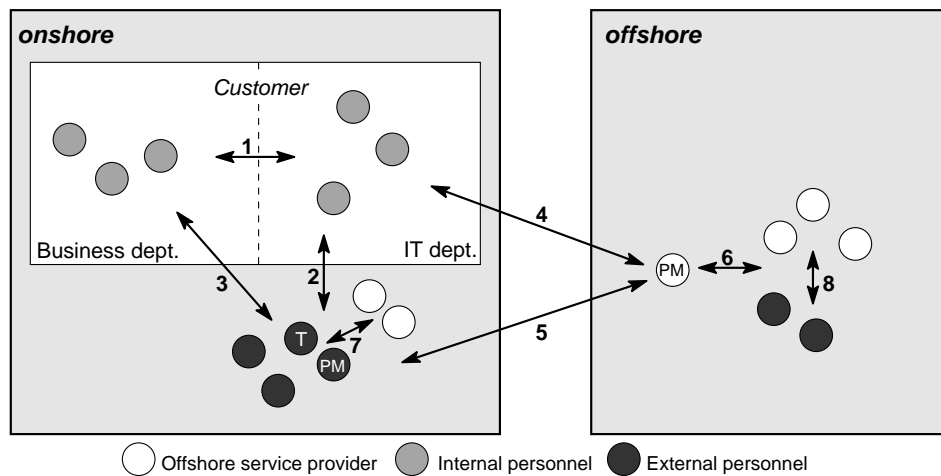 onshore
offshore
Customer
1
4
Business dept.
IT dept.
3
2
PM
6
8
5
T
7
PM
Offshore service provider
Internal personnel
External personnel